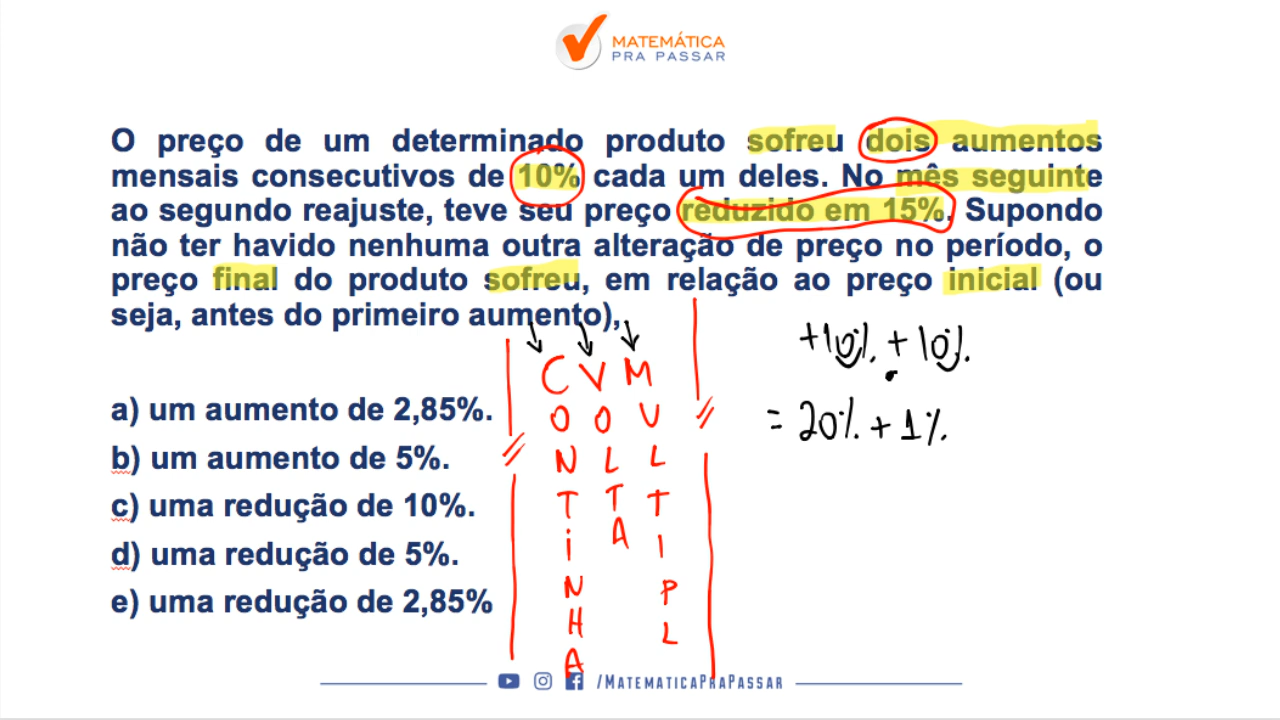 MATEMÁTICA
PRA PASSAR
O preço de um determinado produto sofreu dois aumentos
mensais consecutivos de 10% cada um deles. No mês seguinte
ao segundo reajuste, teve seu preço reduzido em 15%. Supondo
não ter havido nenhuma outra alteração de preço no período, o
preço final do produto sofreu, em relação ao preço inicial (ou
seja, antes do primeiro aumento),
a) um aumento de 2,85%.
b) um aumento de 5%.
c) uma redução de 10%.
d) uma redução de 5%.
e) uma redução de 2,85%
CONTINHA
VOLTA
MULTIPL
+10% + 10%
= 20% + 1%
/MATEMATICAPRAPASSAR